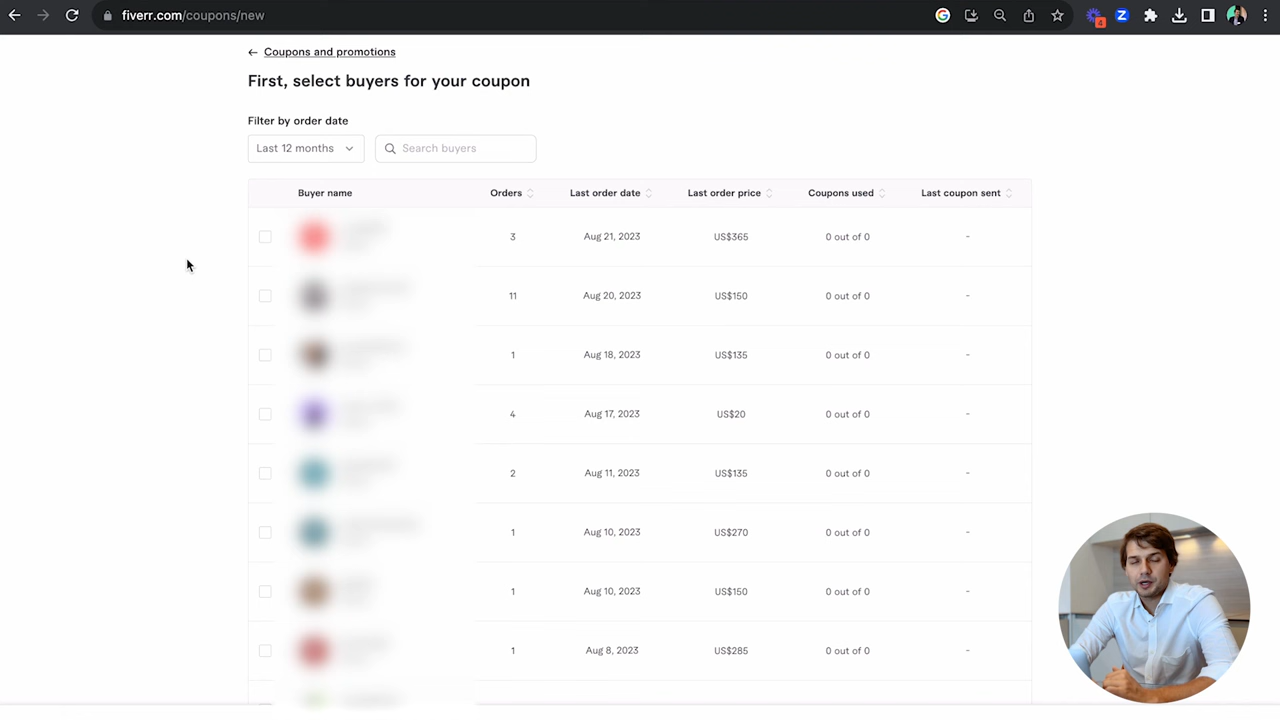 fiverr.com/coupons/new
4
Z
← Coupons and promotions
First, select buyers for your coupon
Filter by order date
Last 12 months
Search buyers
Buyer name Orders Last order date Last order price Coupons used Last coupon sent
3 Aug 21, 2023 US$365 0 out of 0 -
11 Aug 20, 2023 US$150 0 out of 0 -
1 Aug 18, 2023 US$135 0 out of 0 -
4 Aug 17, 2023 US$20 0 out of 0 -
2 Aug 11, 2023 US$135 0 out of 0 -
1 Aug 10, 2023 US$270 0 out of 0 -
1 Aug 10, 2023 US$150 0 out of 0 -
1 Aug 8, 2023 US$285 0 out of 0 -